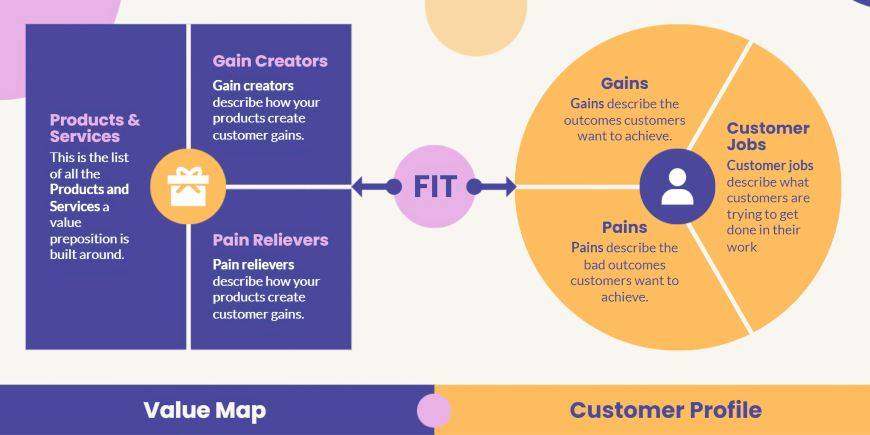 Products &
Services
This is the list
of all the
Products and
Services a
value
preposition is
built around.
Gain Creators
Gain creators
describe how your
products create
customer gains.
Pain Relievers
Pain relievers
describe how your
products create
customer gains.
FIT
Gains
Gains describe the
outcomes customers
want to achieve.
Pains
Pains describe the
bad outcomes
customers want to
achieve.
Customer
Jobs
Customer jobs
describe what
customers are
trying to get
done in their
work
Value Map
Customer Profile